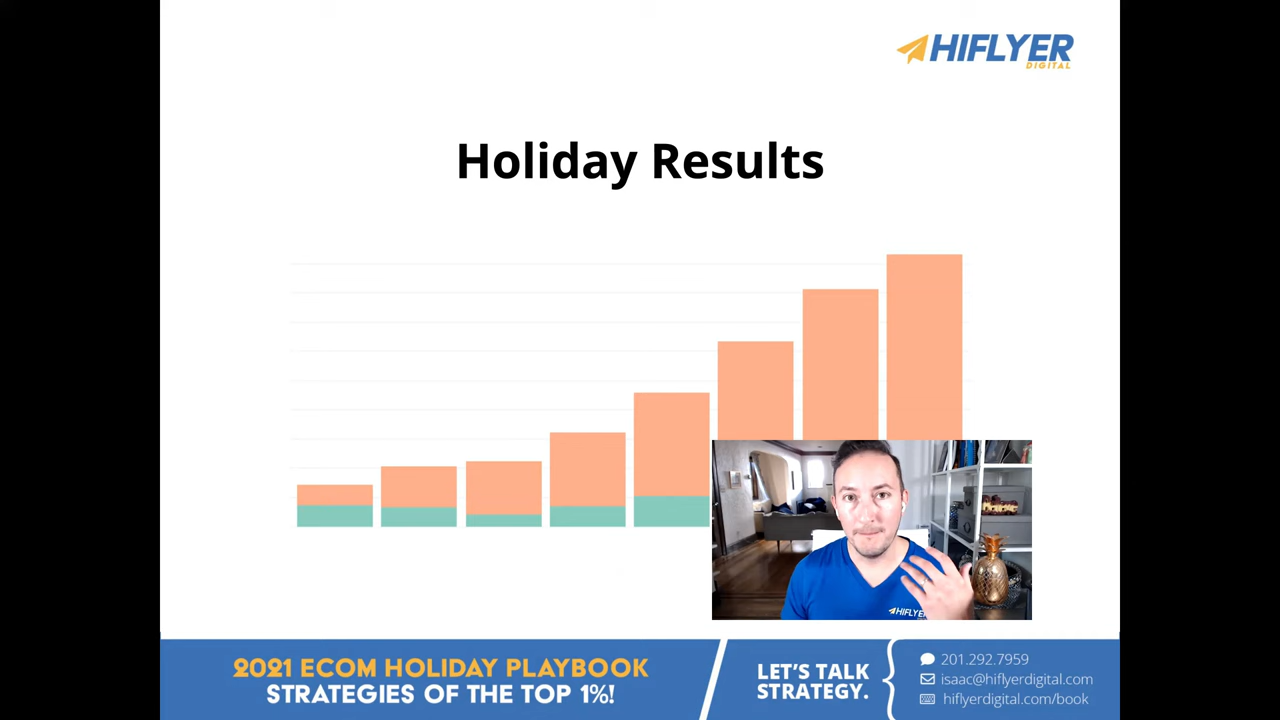 HIFLYER
DIGITAL
Holiday Results
HIFLYER
2021 ECOM HOLIDAY PLAYBOOK
STRATEGIES OF THE TOP 1%!
LET'S TALK
STRATEGY.
201.292.7959
isaac@hiflyerdigital.com
hiflyerdigital.com/book